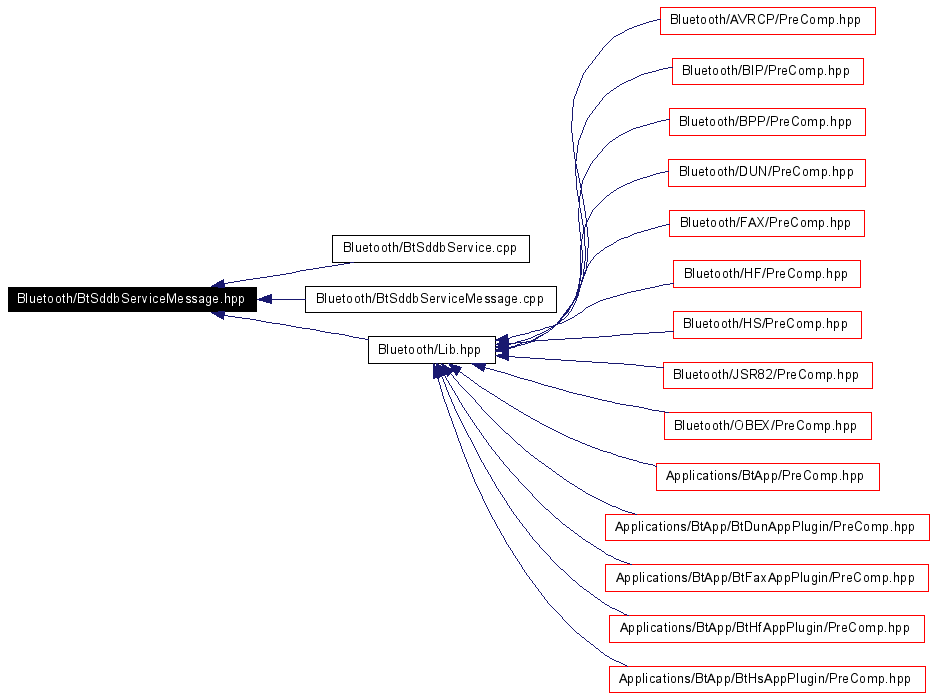 Bluetooth/AVRCP/PreComp.hpp
Bluetooth/BIP/PreComp.hpp
Bluetooth/BPP/PreComp.hpp
Bluetooth/DUN/PreComp.hpp
Bluetooth/FAX/PreComp.hpp
Bluetooth/BtSddbService.cpp
Bluetooth/HF/PreComp.hpp
Bluetooth/BtSddbServiceMessage.hpp
Bluetooth/BtSddbServiceMessage.cpp
Bluetooth/HS/PreComp.hpp
Bluetooth/Lib.hpp
Bluetooth/JSR82/PreComp.hpp
Bluetooth/OBEX/PreComp.hpp
Applications/BtApp/PreComp.hpp
Applications/BtApp/BtDunAppPlugin/PreComp.hpp
Applications/BtApp/BtFaxAppPlugin/PreComp.hpp
Applications/BtApp/BtHfAppPlugin/PreComp.hpp
Applications/BtApp/BtHsAppPlugin/PreComp.hpp